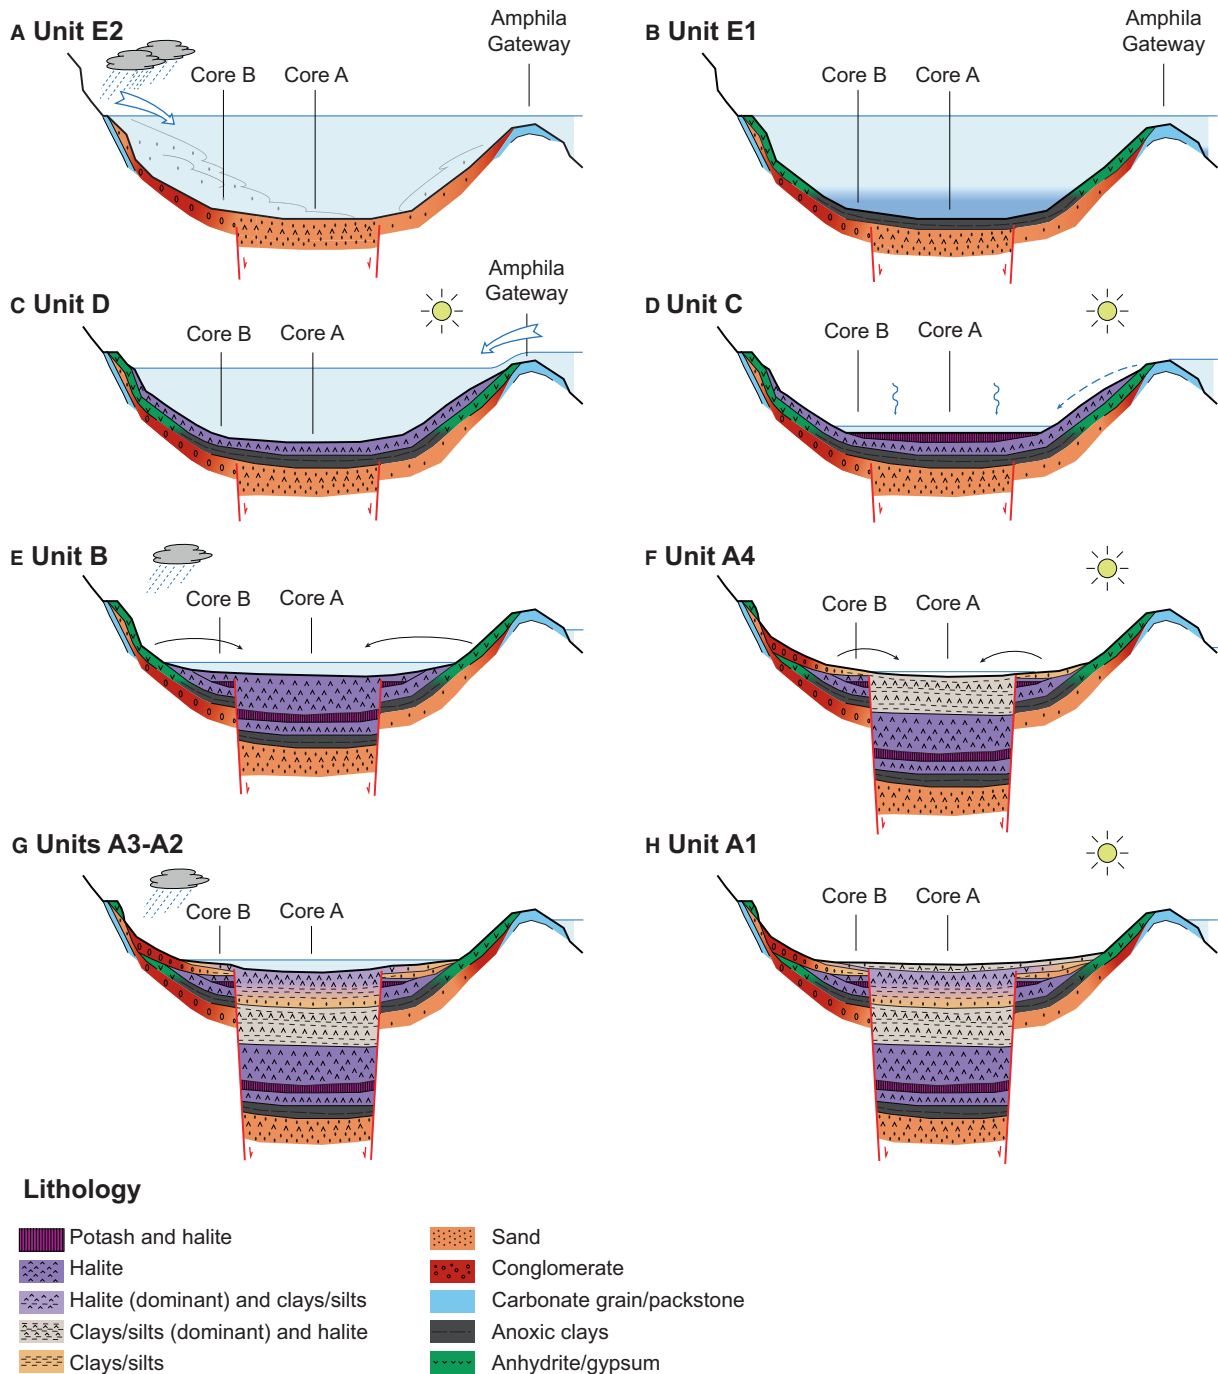 A Unit E2
Amphila
Gateway
Core B
Core A
B Unit E1
Amphila
Gateway
Core B
Core A
C Unit D
Amphila
Gateway
Core B
Core A
D Unit C
Core B
Core A
E Unit B
Core B
Core A
F Unit A4
Core B
Core A
G Units A3-A2
Core B
Core A
H Unit A1
Core B
Core A
Lithology
Potash and halite
Halite
Halite (dominant) and clays/silts
Clays/silts (dominant) and halite
Clays/silts
Sand
Conglomerate
Carbonate grain/packstone
Anoxic clays
Anhydrite/gypsum